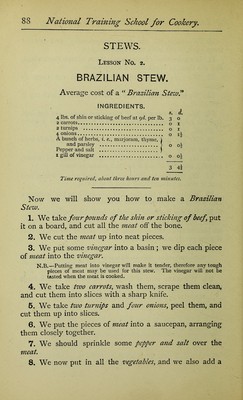 88 National Training School for Cookery.
STEWS.
LESSON No. 2.
BRAZILIAN STEW.
Average cost of a "Brazilian Stew."
INGREDIENTS.
s. d.
4 lbs. of shin or sticking of beef at 9d. per lb. 3 0
2 carrots 0 1
2 turnips 0 1
4 onions 0 1½
A bunch of herbs, i. e., marjoram, thyme,
and parsley 0 0½
Pepper and salt
1 gill of vinegar 0 0½
3 4½
Time required, about three hours and ten minutes.
Now we will show you how to make a Brazilian
Stew.
1. We take four pounds of the shin or sticking of beef, put
it on a board, and cut all the meat off the bone.
2. We cut the meat up into neat pieces.
3. We put some vinegar into a basin; we dip each piece
of meat into the vinegar.
N.B.—Putting meat into vinegar will make it tender, therefore any tough
pieces of meat may be used for this stew. The vinegar will not be
tasted when the meat is cooked.
4. We take two carrots, wash them, scrape them clean,
and cut them into slices with a sharp knife.
5. We take two turnips and four onions, peel them, and
cut them up into slices.
6. We put the pieces of meat into a saucepan, arranging
them closely together.
7. We should sprinkle some pepper and salt over the
meat.
8. We now put in all the vegetables, and we also add a